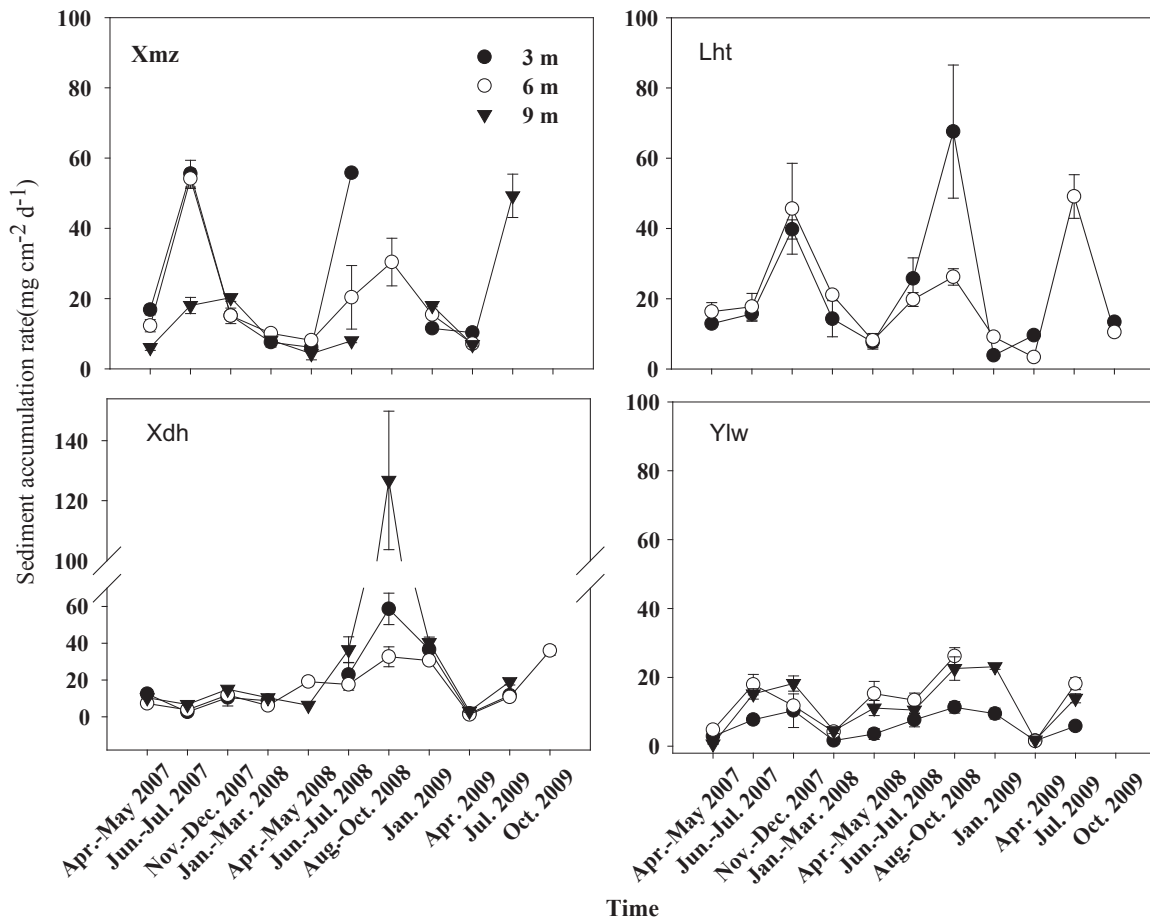 Sediment accumulation rate(mg cm⁻² d⁻¹)
100
80
60
40
20
0
Xmz
3 m
6 m
9 m
100
80
60
40
20
0
Lht
140
120
100
60
40
20
0
Xdh
100
80
60
40
20
0
Ylw
Apr.-May 2007
Jun.-Jul. 2007
Nov.-Dec. 2007
Jan.-Mar. 2008
Apr.-May 2008
Jun.-Jul. 2008
Aug-Oct. 2008
Jan. 2009
Apr. 2009
Jul. 2009
Oct. 2009
Apr.-May 2007
Jun.-Jul. 2007
Nov.-Dec. 2007
Jan.-Mar. 2008
Apr.-May 2008
Jun.-Jul. 2008
Aug-Oct. 2008
Jan. 2009
Apr. 2009
Jul. 2009
Oct. 2009
Time